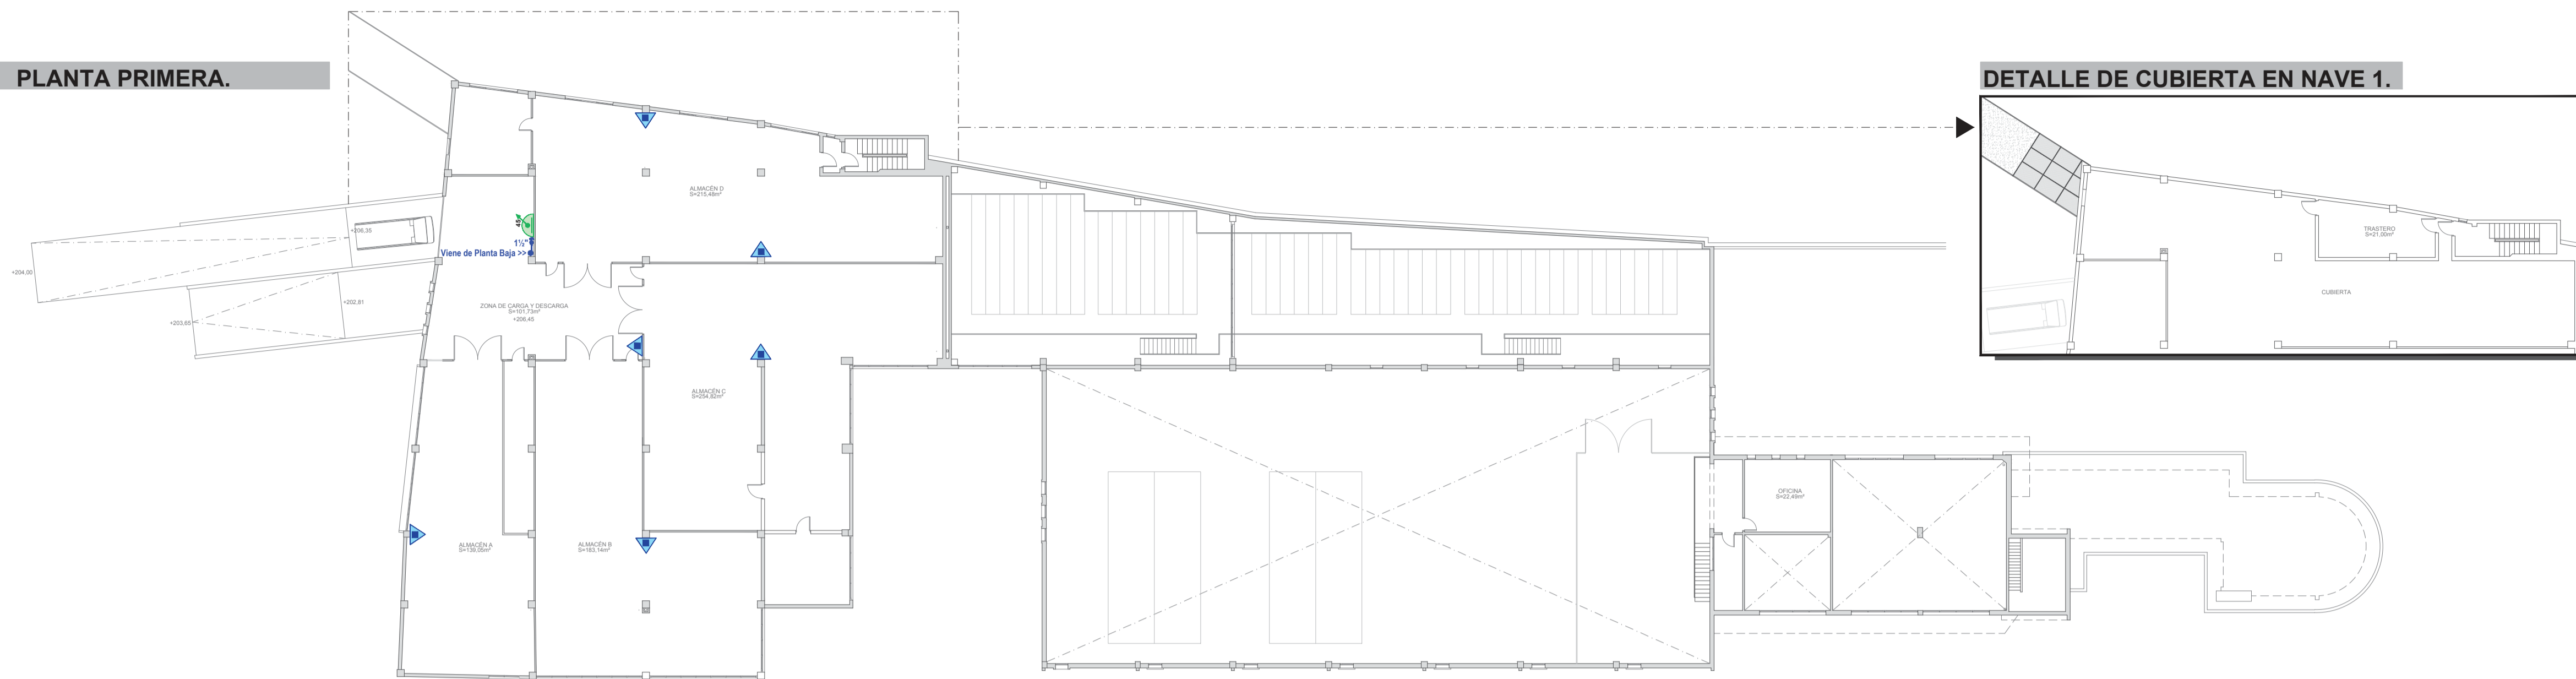 PLANTA PRIMERA.
DETALLE DE CUBIERTA EN NAVE 1.
ALMACÉN D
S=215,48m²
TRASTERO
S=21,00m²
45
+206,35
1½"
Viene de Planta Baja >>
+204,00
CUBIERTA
+202,81
ZONA DE CARGA Y DESCARGA
S=101,73m²
+206,45
+203,65
ALMACÉN C
S=254,82m²
OFICINA
S=22,49m²
ALMACÉN A
S=139,05m²
ALMACÉN B
S=183,14m²